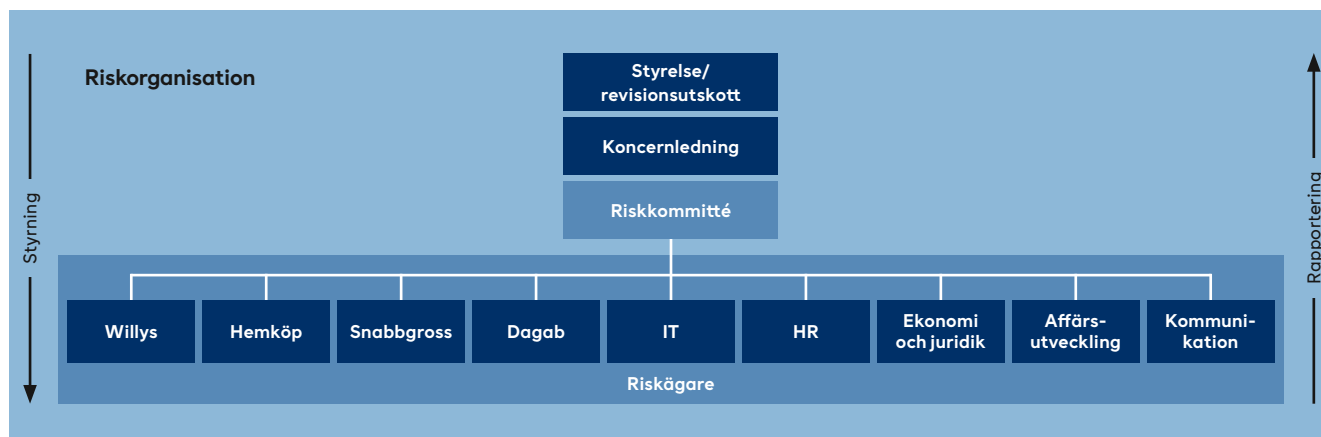 Riskorganisation
Styrelse/
revisionsutskott
Koncernledning
Riskkommitté
Styrning
Rapportering
Willys
Hemköp
Snabbgross
Dagab
IT
HR
Ekonomi
och juridik
Affärs-
utveckling
Kommuni-
kation
Riskägare